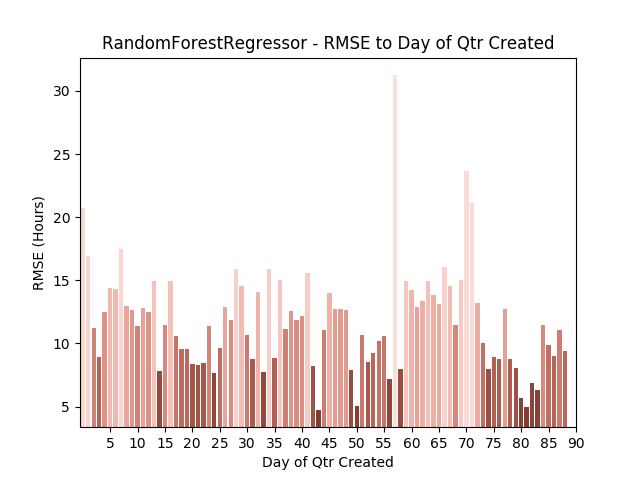 RandomForestRegressor - RMSE to Day of Qtr Created
30
25
20
15
10
5
RMSE (Hours)
5 10 15 20 25 30 35 40 45 50 55 60 65 70 75 80 85 90
Day of Qtr Created